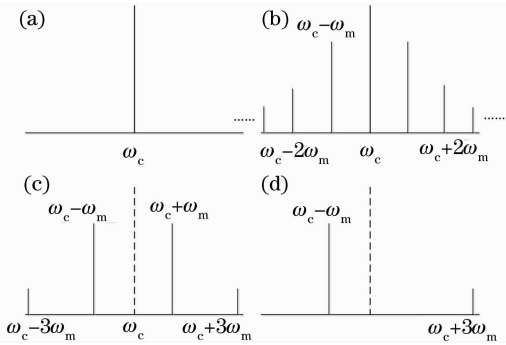 (a)
ω_c
(b)
ω_c−ω_m
......
......
ω_c−2ω_m
ω_c
ω_c+2ω_m
(c)
ω_c−ω_m
ω_c+ω_m
ω_c−3ω_m
ω_c
ω_c+3ω_m
(d)
ω_c−ω_m
ω_c+3ω_m